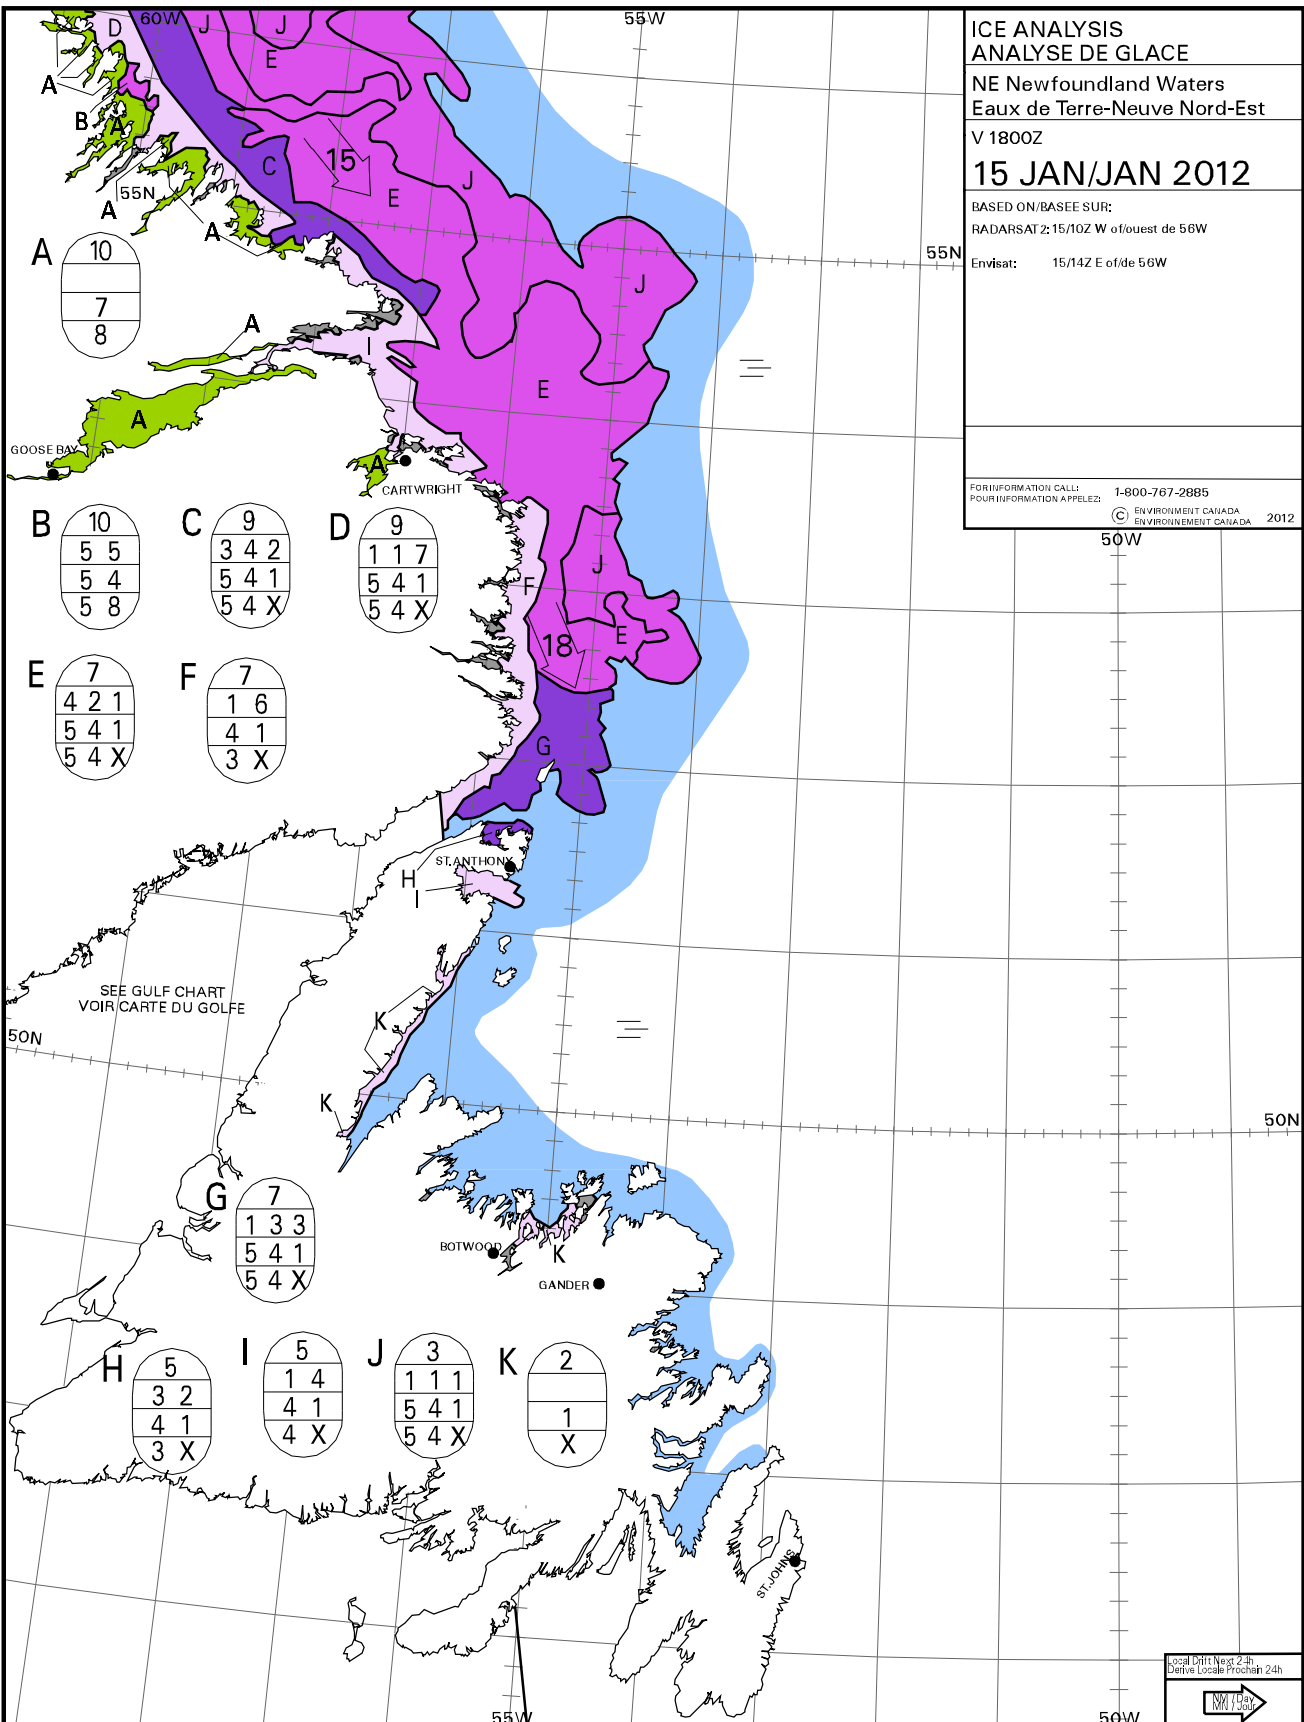 60W
55W
ICE ANALYSIS
ANALYSE DE GLACE
NE Newfoundland Waters
Eaux de Terre-Neuve Nord-Est
V 1800Z
15 JAN/JAN 2012
BASED ON/BASEE SUR:
RADARSAT 2: 15/10Z W of/ouest de 56W
Envisat: 15/14Z E of/de 56W
FOR INFORMATION CALL:
POUR INFORMATION APPELEZ:
1-800-767-2885
© ENVIRONMENT CANADA
ENVIRONNEMENT CANADA 2012
D
J
J
E
A
B
A
C
15
J
E
55N
A
A
55N
J
A
10
7
8
A
I
E
A
GOOSE BAY
A
CARTWRIGHT
B
10
5 5
5 4
5 8
C
9
3 4 2
5 4 1
5 4 X
D
9
1 1 7
5 4 1
5 4 X
50W
J
F
E
18
E
7
4 2 1
5 4 1
5 4 X
F
7
1 6
4 1
3 X
G
ST.ANTHONY
H
I
SEE GULF CHART
VOIR CARTE DU GOLFE
K
50N
K
50N
G
7
1 3 3
5 4 1
5 4 X
BOTWOOD
K
GANDER
H
5
3 2
4 1
3 X
I
5
1 4
4 1
4 X
J
3
1 1 1
5 4 1
5 4 X
K
2
1
X
ST.JOHNS
Local Drift Next 24h
Derive Locale Prochain 24h
NM / Day
MN / Jour
55W
50W